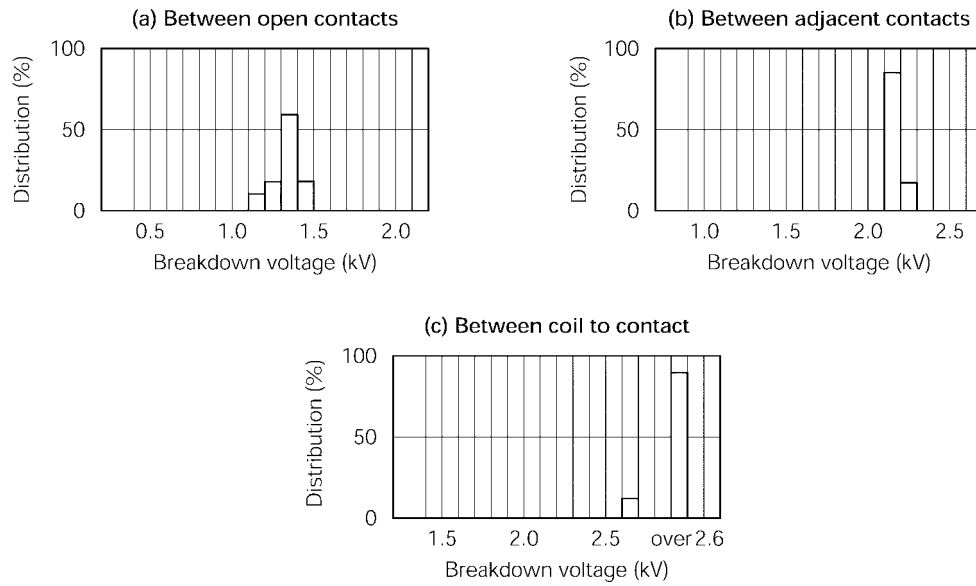 (a) Between open contacts
100
50
0
Distribution (%)
0.5 1.0 1.5 2.0
Breakdown voltage (kV)
(b) Between adjacent contacts
100
50
0
Distribution (%)
1.0 1.5 2.0 2.5
Breakdown voltage (kV)
(c) Between coil to contact
100
50
0
Distribution (%)
1.5 2.0 2.5 over 2.6
Breakdown voltage (kV)